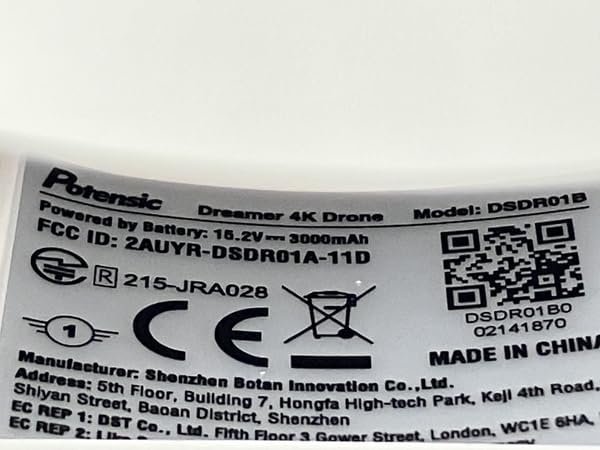 Potensic Dreamer 4K Drone Model: DSDR01B
Powered by Battery: 15.2V⎓3000mAh
FCC ID: 2AUYR-DSDR01A-11D
R 215-JRA028
DSDR01B0
02141870
1
CE
MADE IN CHINA
Manufacturer: Shenzhen Botan Innovation Co.,Ltd.
Address: 5th Floor, Building 7, Hongfa High-tech Park, Keji 4th Road,
Shiyan Street, Baoan District, Shenzhen
EC REP 1: DST Co., Ltd. Fifth Floor 3 Gower Street, London, WC1E 6HA,
EC REP 2: